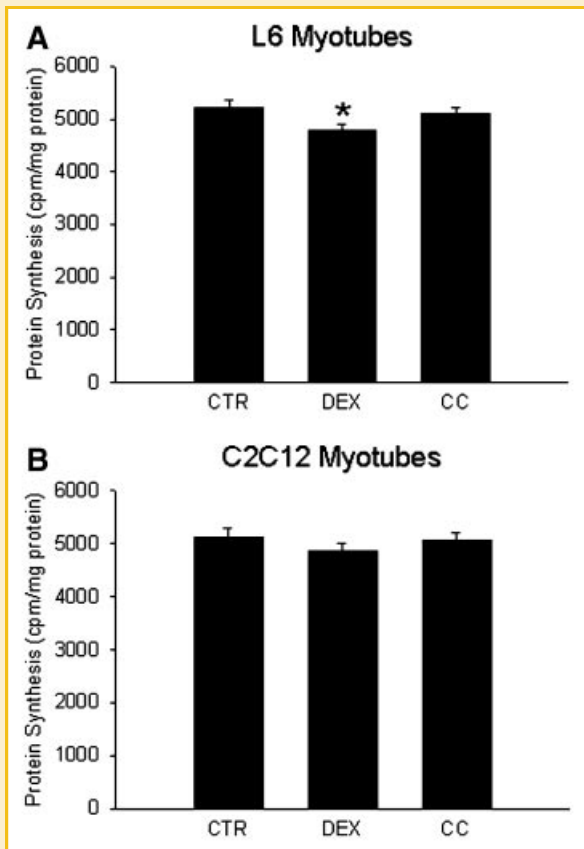 A
L6 Myotubes
Protein Synthesis (cpm/mg protein)
6000
5000
4000
3000
2000
1000
0
*
CTR DEX CC
B
C2C12 Myotubes
Protein Synthesis (cpm/mg protein)
6000
5000
4000
3000
2000
1000
0
CTR DEX CC